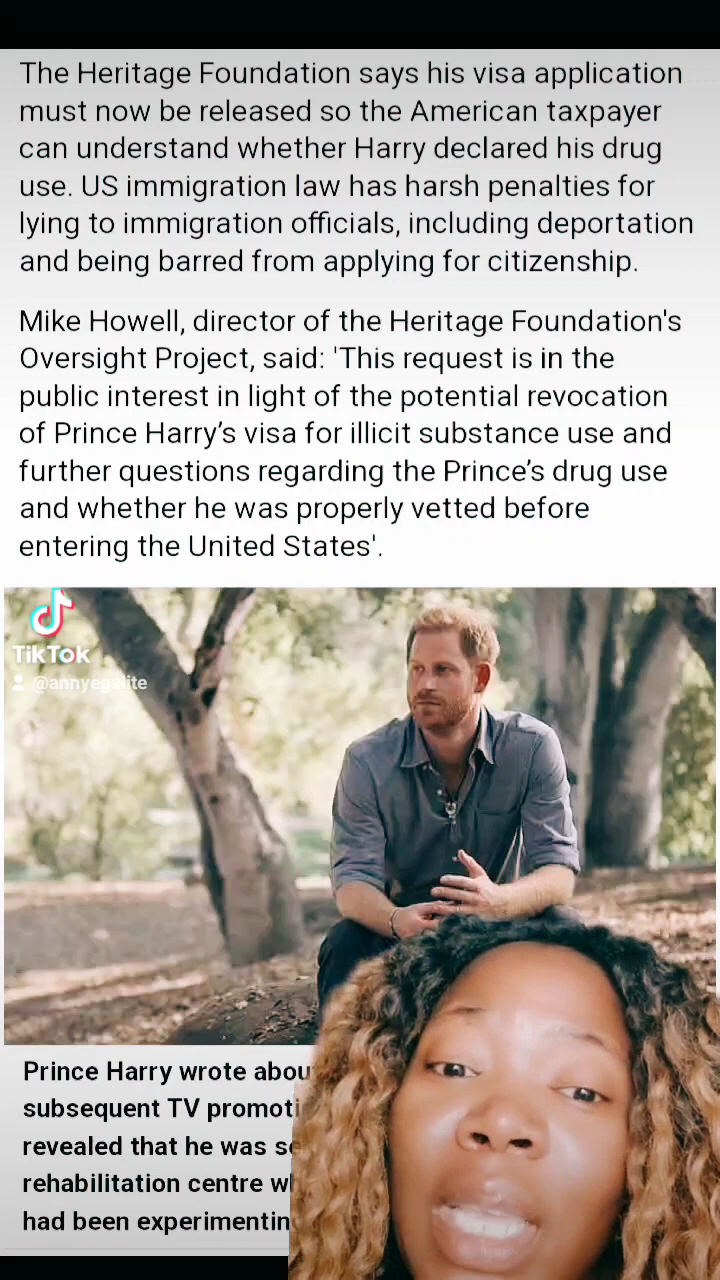 The Heritage Foundation says his visa application
must now be released so the American taxpayer
can understand whether Harry declared his drug
use. US immigration law has harsh penalties for
lying to immigration officials, including deportation
and being barred from applying for citizenship.
Mike Howell, director of the Heritage Foundation's
Oversight Project, said: 'This request is in the
public interest in light of the potential revocation
of Prince Harry’s visa for illicit substance use and
further questions regarding the Prince’s drug use
and whether he was properly vetted before
entering the United States'.
TikTok
Prince Harry wrote abou
subsequent TV promoti
revealed that he was
rehabilitation centre
had been experimentin